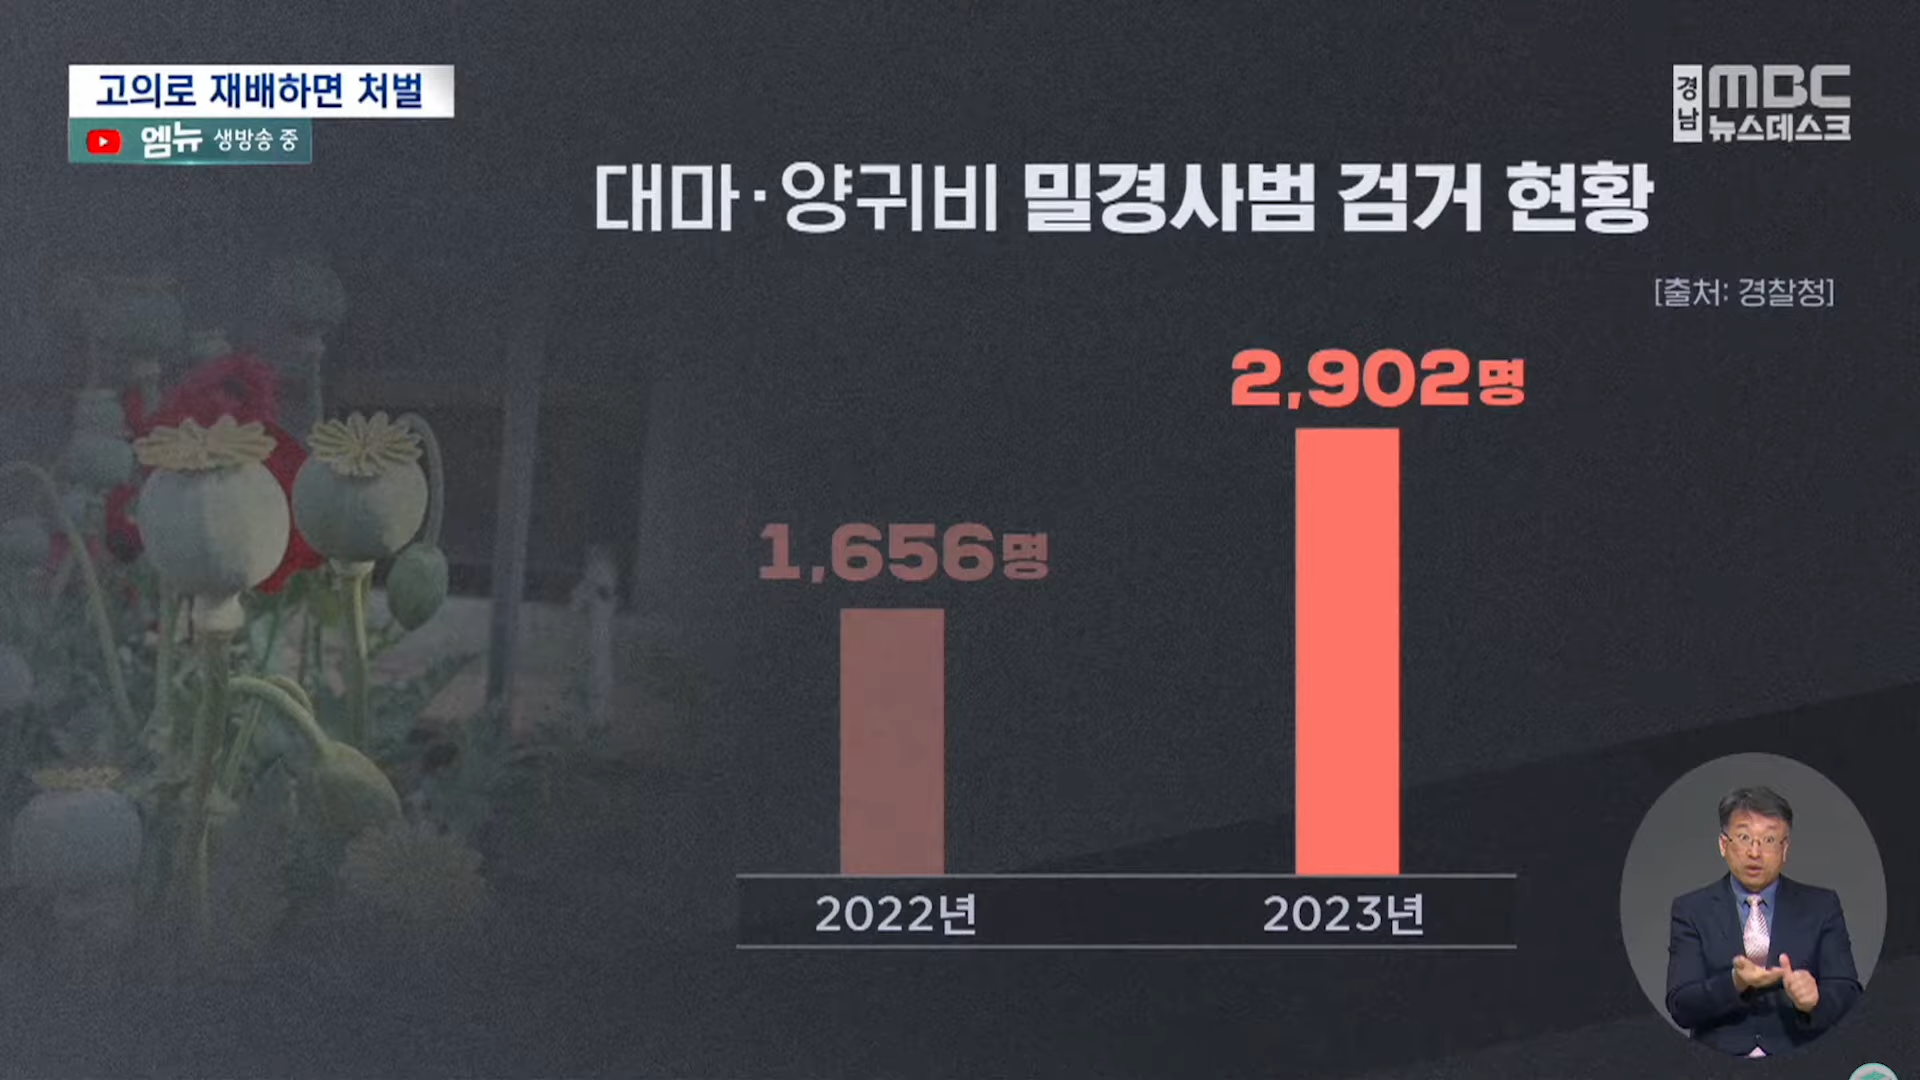 고의로 재배하면 처벌
엠뉴 생방송 중
경남 MBC 뉴스데스크
대마·양귀비 밀경사범 검거 현황
[출처: 경찰청]
2,902명
1,656명
2022년
2023년